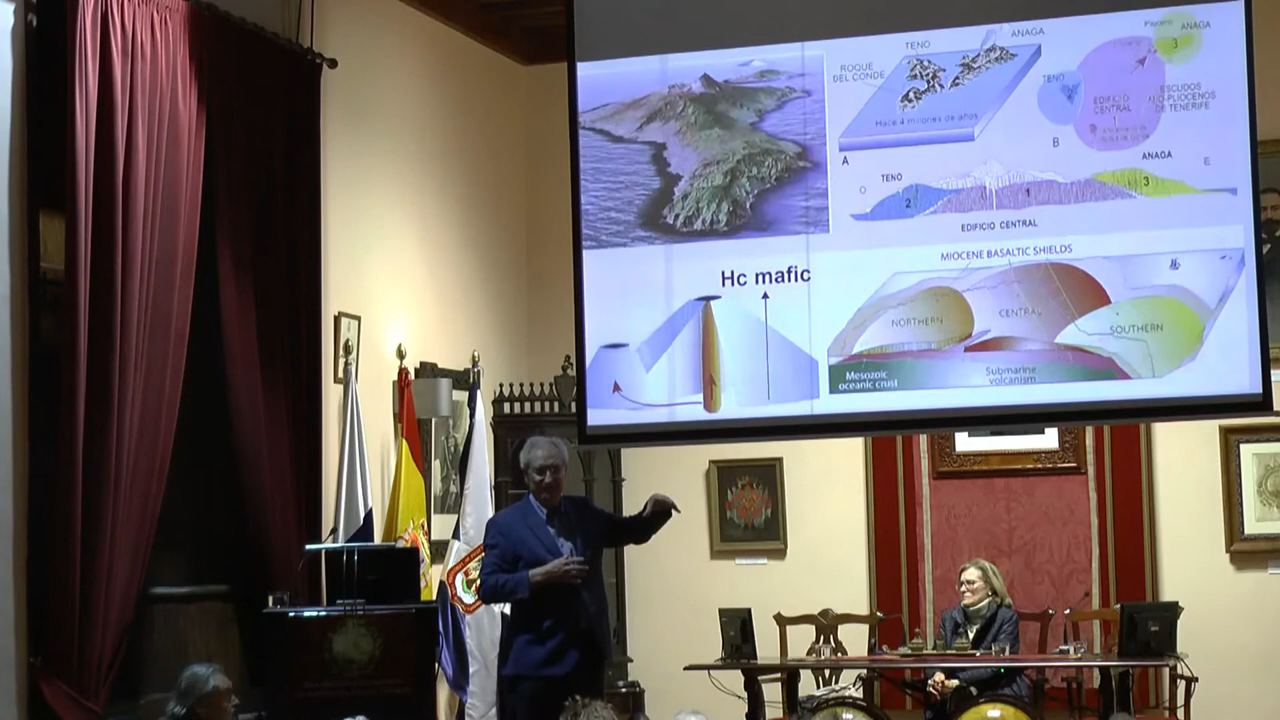 TENO
ANAGA
ROQUE
DEL CONDE
Hace 4 millones de años
A
ANAGA
3
TENO
EDIFICIO
CENTRAL
1
ESCUDOS
MIO-PLIOCENOS
DE TENERIFE
B
O
TENO
ANAGA
E
2
1
3
EDIFICIO CENTRAL
Hc mafic
MIOCENE BASALTIC SHIELDS
NORTHERN
CENTRAL
SOUTHERN
Mesozoic
oceanic crust
Submarine
volcanism